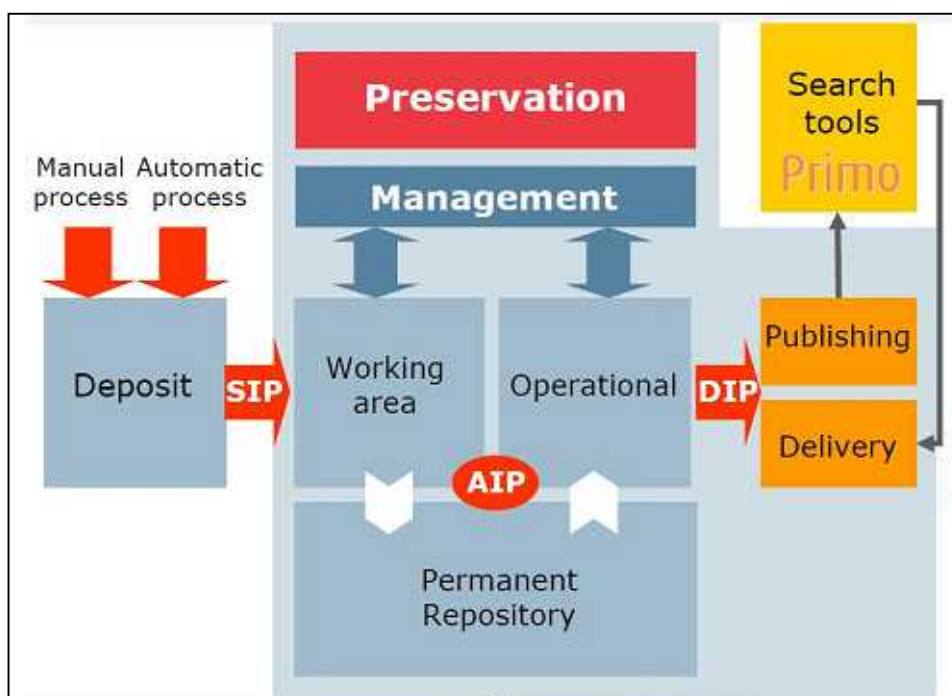 Preservation
Search
tools
Primo
Manual
process
Automatic
process
Management
Deposit
SIP
Working
area
Operational
DIP
Publishing
Delivery
AIP
Permanent
Repository